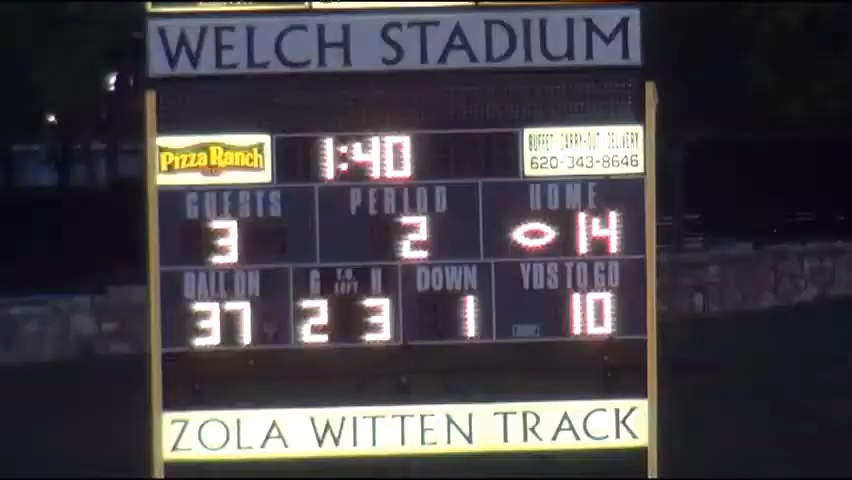 WELCH STADIUM
Pizza Ranch
1:40
BUFFET·CARRY-OUT·DELIVERY
620-343-8646
GUESTS PERIOD HOME
3 2 14
BALL ON G T.O. LEFT H DOWN YDS TO GO
37 2 3 1 10
ZOLA WITTEN TRACK